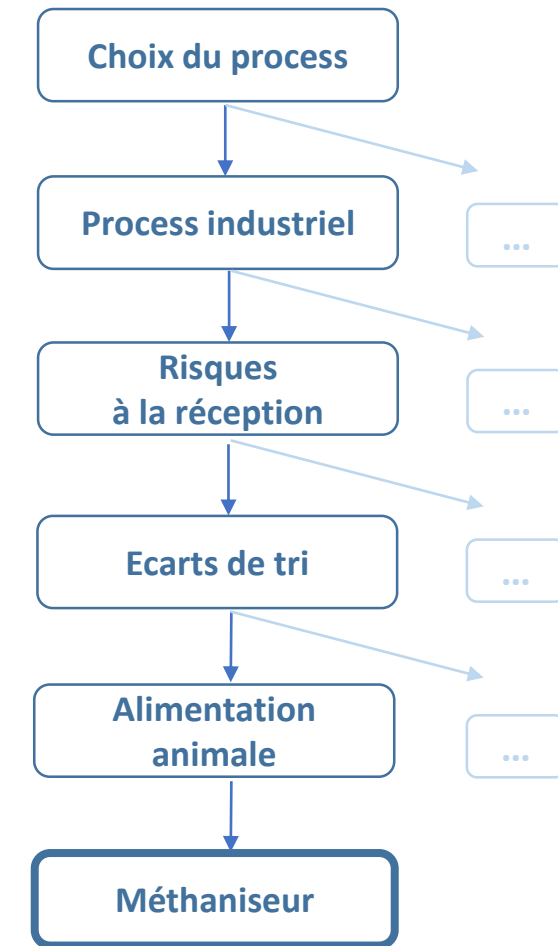 Choix du process
Process industriel
...
Risques
à la réception
...
Ecarts de tri
...
Alimentation
animale
...
Méthaniseur